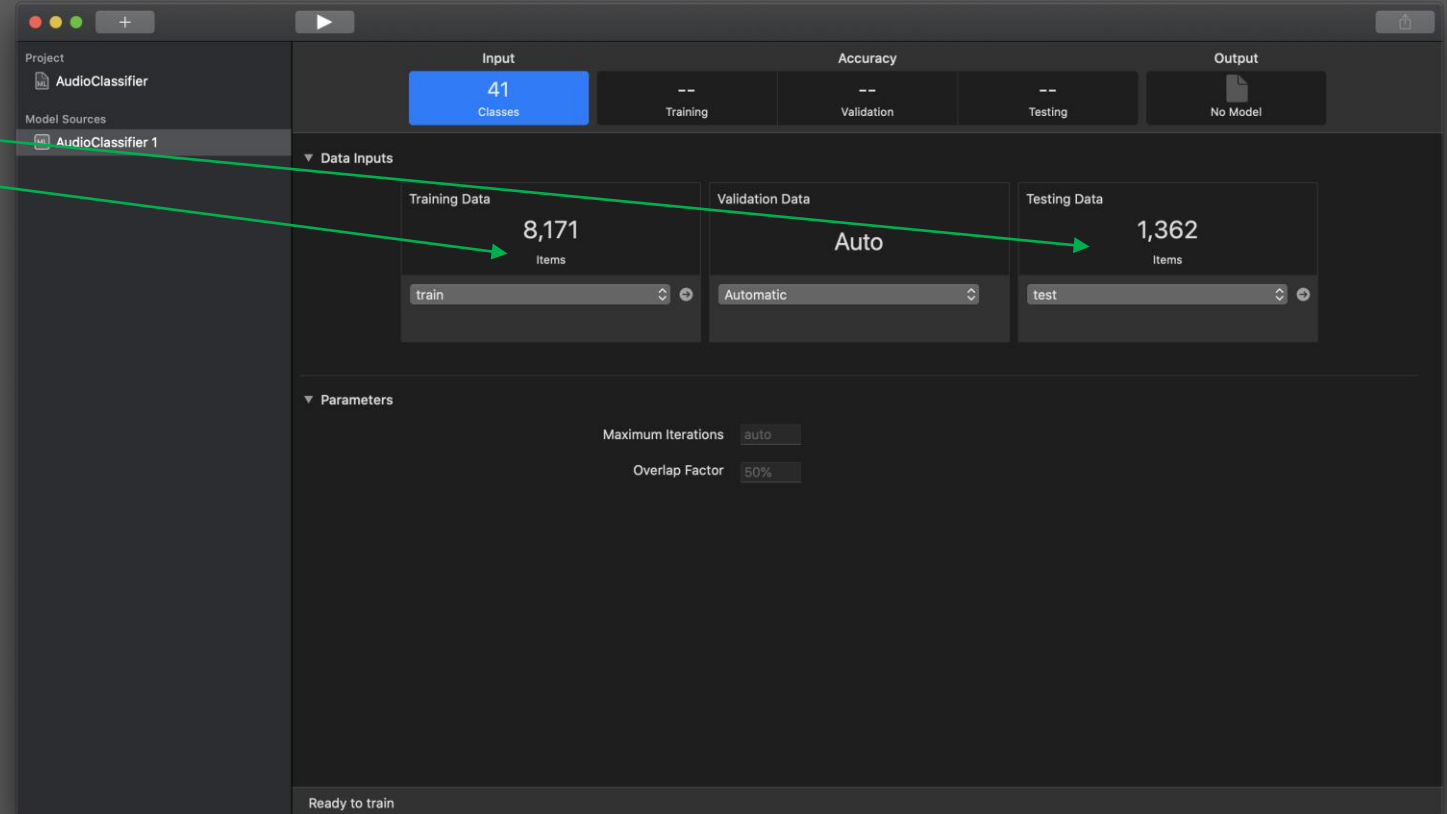 +
Project
AudioClassifier
Model Sources
AudioClassifier 1
Input
Accuracy
Output
41
Classes
--
Training
--
Validation
--
Testing
No Model
Data Inputs
Training Data
8,171
Items
train
Validation Data
Auto
Automatic
Testing Data
1,362
Items
test
Parameters
Maximum Iterations auto
Overlap Factor 50%
Ready to train